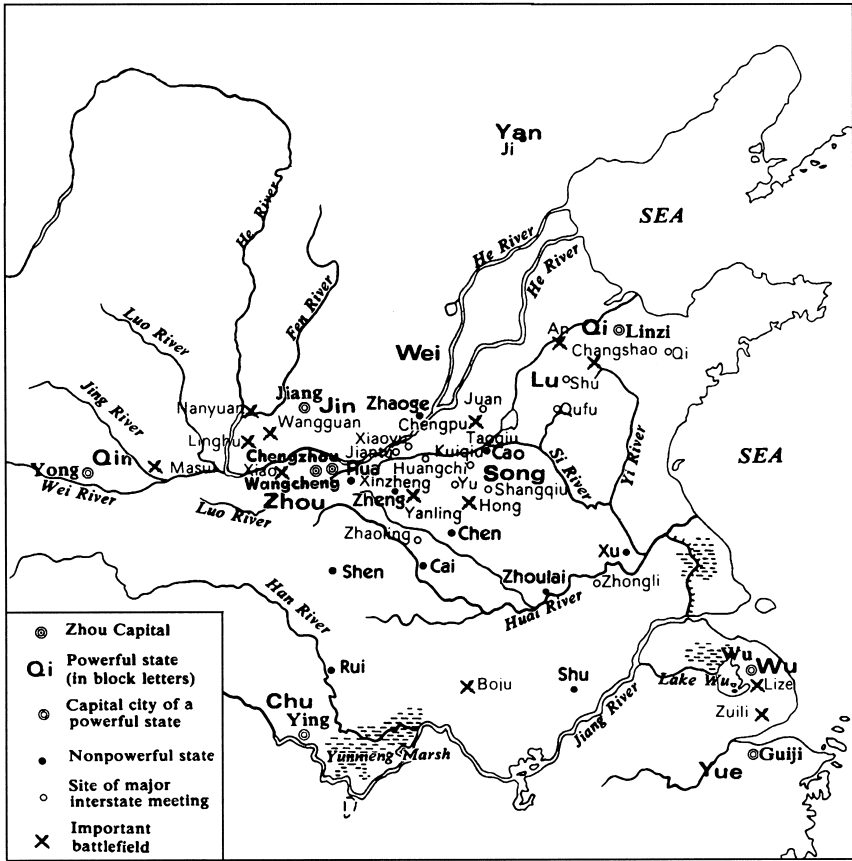 Yan
Ji
SEA
He River
He River
He River
Fen River
Luo River
Wei
An
Qi
Linzi
Changshao
Qi
Jing River
Lu
Shu
Nanyuan
Jiang
Jin
Zhaoge
Juan
Qufu
Wangguan
Chengpu
Linghu
Xiaoyu
Taoqiu
Yi River
SEA
Qin
Chengzhou
Jiantu
Kuiqiu
Cao
Si River
Yong
Masui
Xiao
Hua
Huangchi
Song
Wei River
Wangcheng
Xinzheng
Yu
Shangqiu
Zhou
Zheng
Luo River
Yanling
Hong
Zhaoling
Chen
Xu
Shen
Cai
Zhoulai
Zhongli
Han River
Huai River
Zhou Capital
Qi
Powerful state
(in block letters)
Rui
Boju
Shu
Wu
Wu
Lake Wu
Lize
Capital city of a
powerful state
Chu
Ying
Zuili
Jiang River
Nonpowerful state
Yunmeng Marsh
Guiji
Yue
Site of major
interstate meeting
Important
battlefield